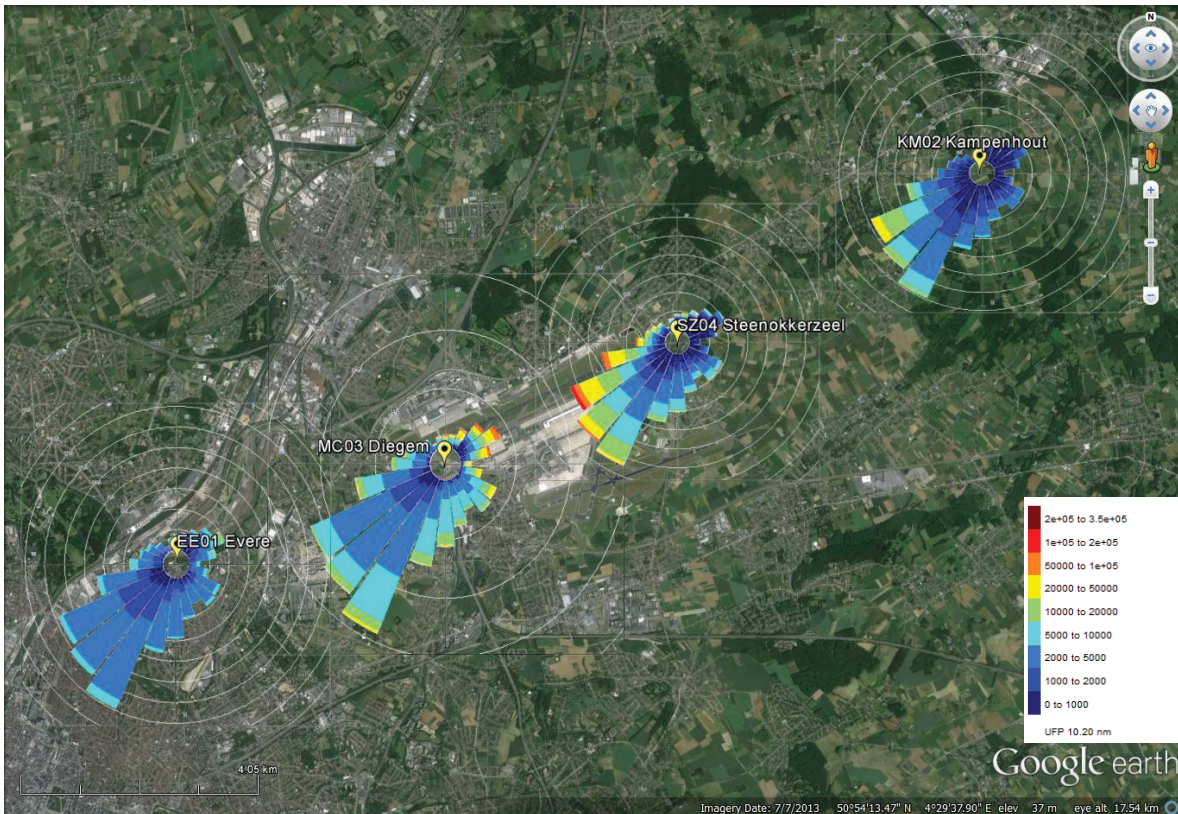 N
KM02 Kampenhout
SZ04 Steenokkerzeel
MC03 Diegem
EE01 Evere
2e+05 to 3.5e+05
1e+05 to 2e+05
50000 to 1e+05
20000 to 50000
10000 to 20000
5000 to 10000
2000 to 5000
1000 to 2000
0 to 1000
UFP 10.20 nm
4.05 km
Google earth
Imagery Date: 7/7/2013 50°54'13.47" N 4°29'37.90" E elev 37 m eye alt 17.54 km